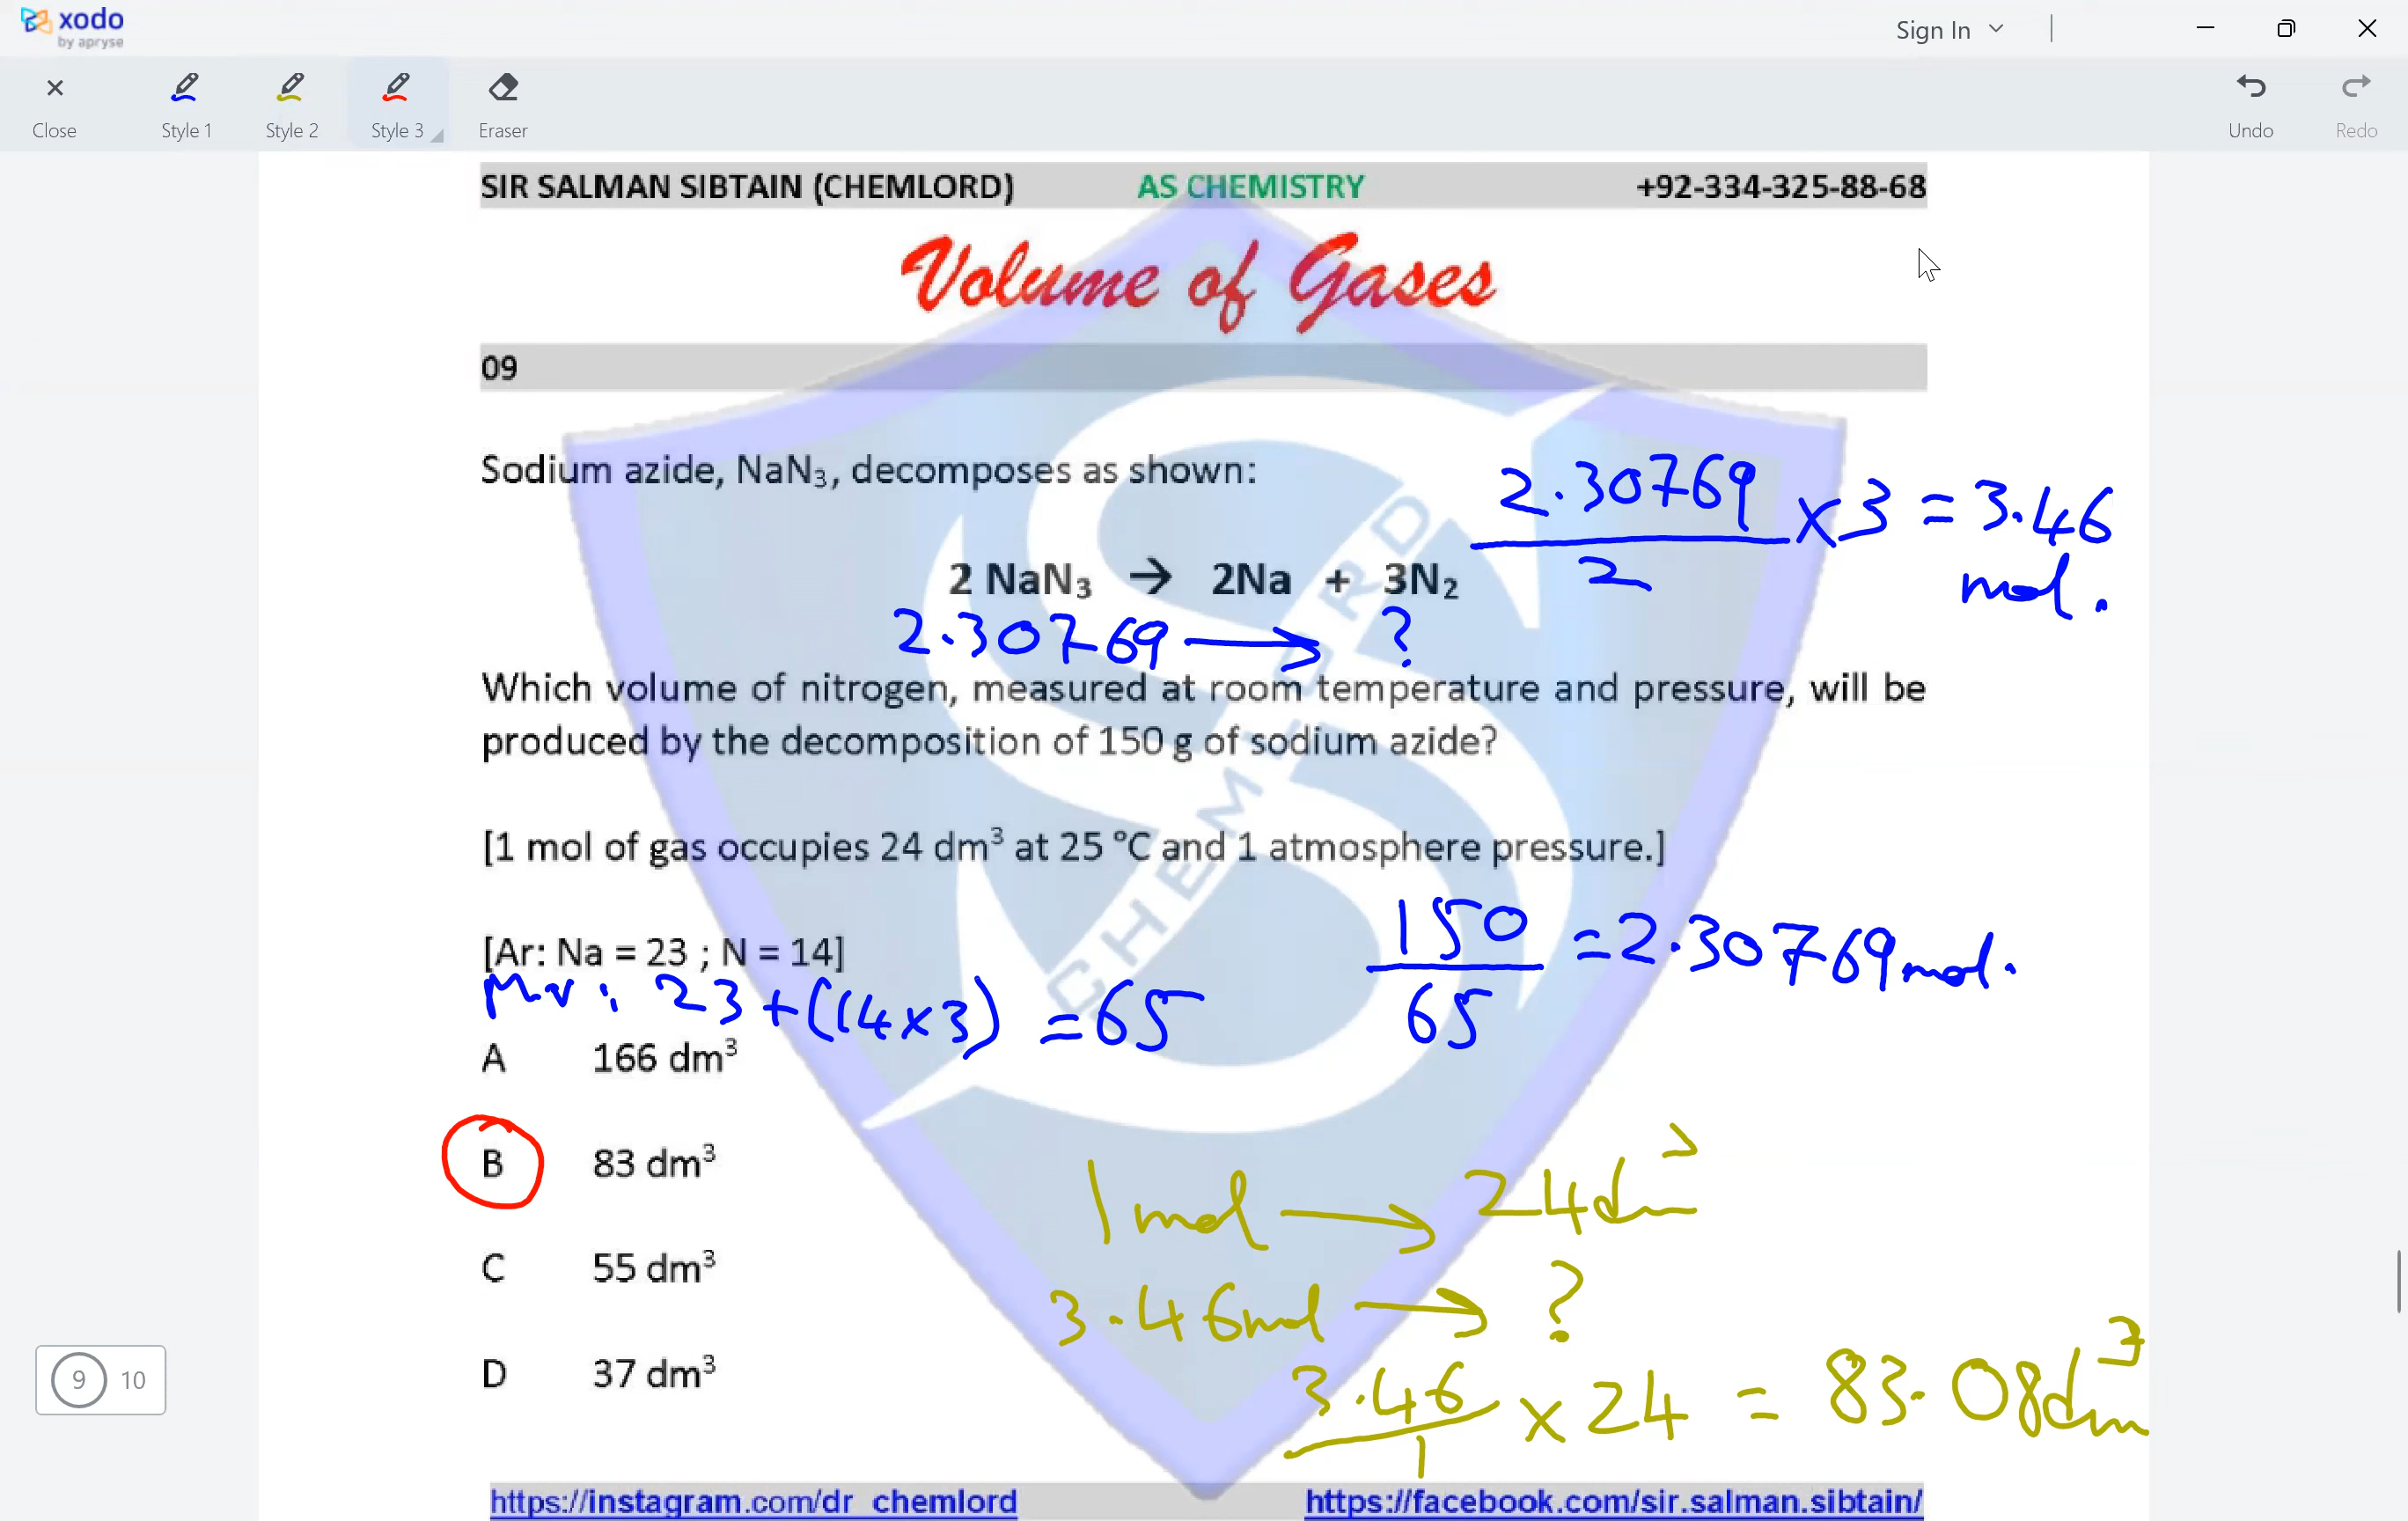 xodo
by apryse
Sign In
Close
Style 1
Style 2
Style 3
Eraser
Undo
Redo
SIR SALMAN SIBTAIN (CHEMLORD) AS CHEMISTRY +92-334-325-88-68
Volume of Gases
09
Sodium azide, NaN₃, decomposes as shown:
2.30769/2 ×3 = 3.46
mol.
2 NaN₃ → 2Na + 3N₂
2.30769 → ?
Which volume of nitrogen, measured at room temperature and pressure, will be
produced by the decomposition of 150 g of sodium azide?
[1 mol of gas occupies 24 dm³ at 25 °C and 1 atmosphere pressure.]
[Ar: Na = 23 ; N = 14]
150/65 = 2.30769 mol.
Mr : 23 + (14×3) = 65
A 166 dm³
B 83 dm³
C 55 dm³
D 37 dm³
1 mol → 24dm³
3.46mol → ?
3.46/1 × 24 = 83.08dm³
CHEMLORD
9 10
https://instagram.com/dr_chemlord https://facebook.com/sir.salman.sibtain/